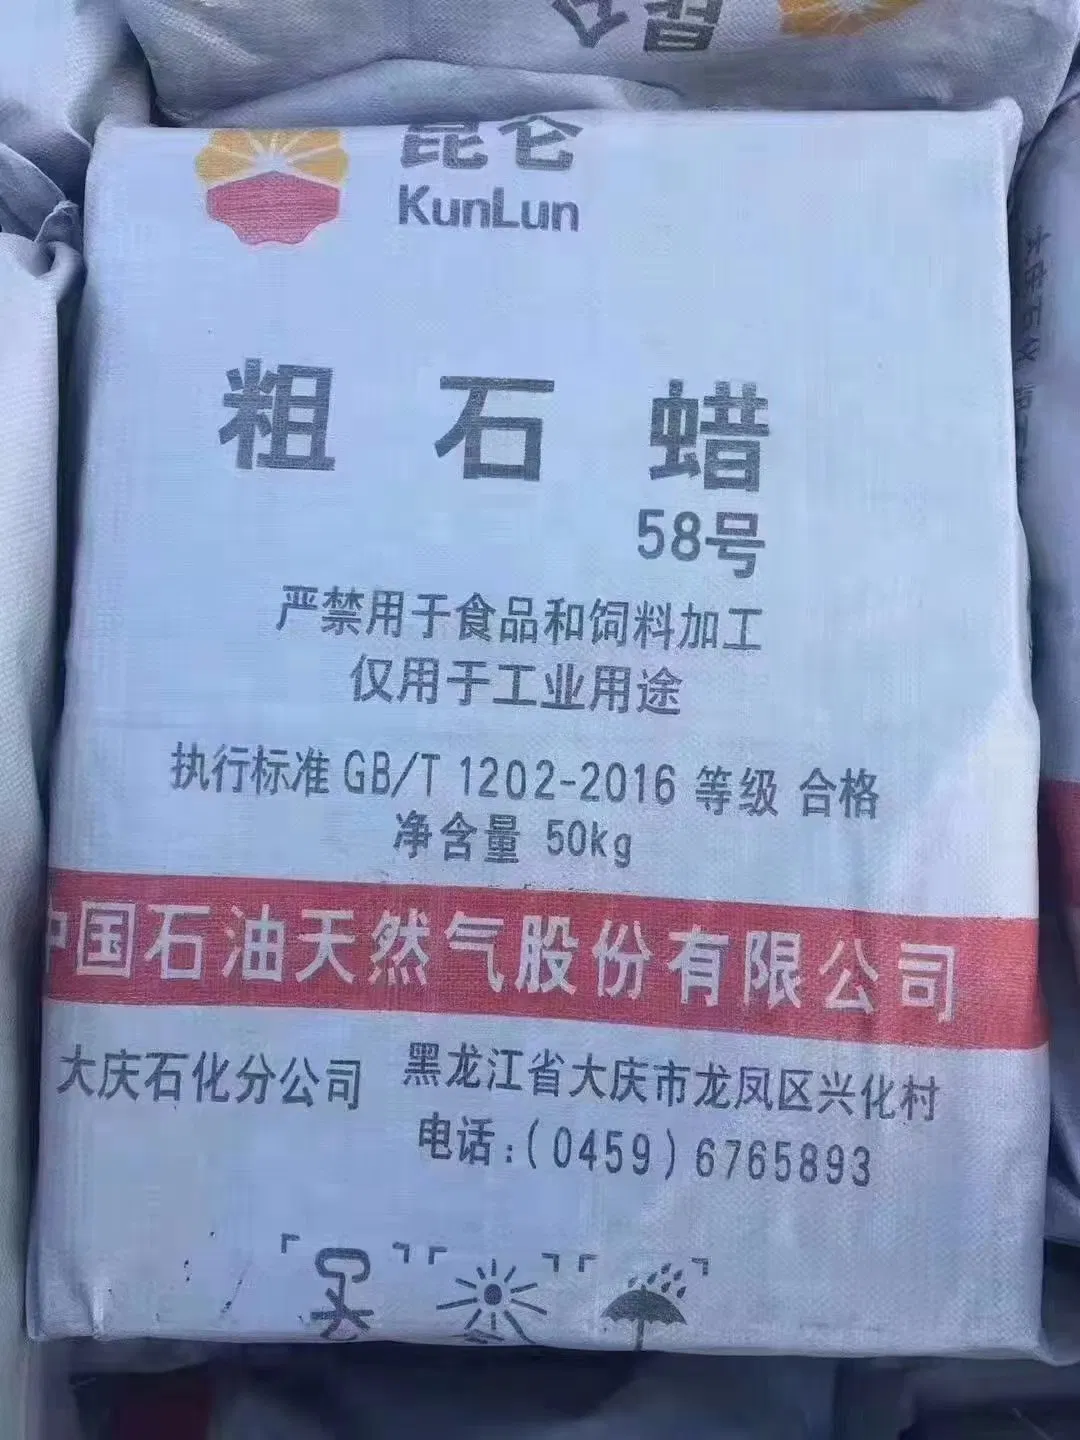 昆仑
昆仑
KunLun
粗石蜡
58号
严禁用于食品和饲料加工
仅用于工业用途
执行标准 GB/T 1202-2016 等级 合格
净含量 50kg
中国石油天然气股份有限公司
大庆石化分公司
黑龙江省大庆市龙凤区兴化村
电话:(0459)6765893